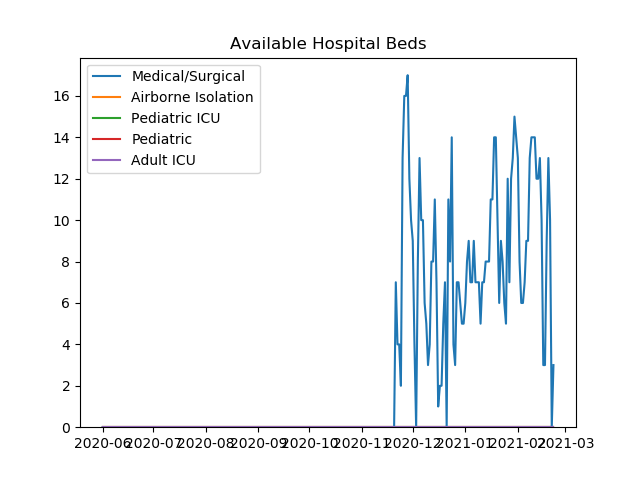 Available Hospital Beds
Medical/Surgical
Airborne Isolation
Pediatric ICU
Pediatric
Adult ICU
16
14
12
10
8
6
4
2
0
2020-06 2020-07 2020-08 2020-09 2020-10 2020-11 2020-12 2021-01 2021-02 2021-03